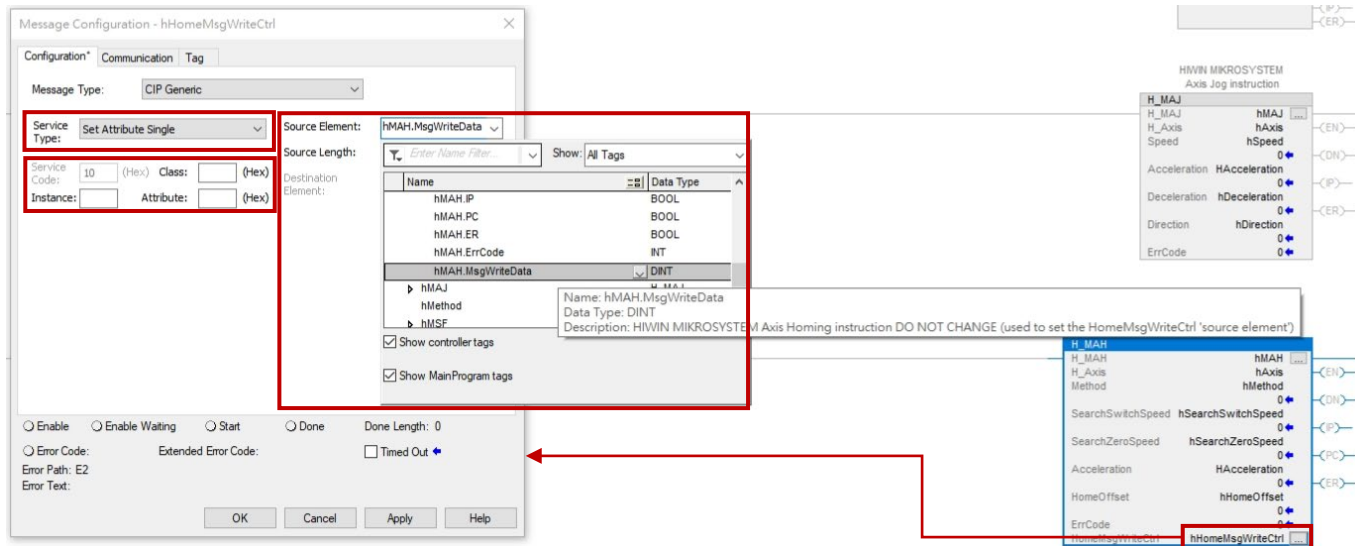 Message Configuration - hHomeMsgWriteCtrl
Configuration* Communication Tag
Message Type: CIP Generic
Service Type: Set Attribute Single
Service Code: 10 (Hex) Class: (Hex)
Instance: Attribute: (Hex)
Source Element: hMAH.MsgWriteData
Source Length:
Destination Element:
Enter Name Filter... Show: All Tags
Name Data Type
hMAH.IP BOOL
hMAH.PC BOOL
hMAH.ER BOOL
hMAH.ErrCode INT
hMAH.MsgWriteData DINT
hMAJ H_MAJ
hMethod
hMSF
Show controller tags
Show MainProgram tags
Name: hMAH.MsgWriteData
Data Type: DINT
Description: HIWIN MIKROSYSTEM Axis Homing instruction DO NOT CHANGE (used to set the HomeMsgWriteCtrl 'source element')
Enable Enable Waiting Start Done Done Length: 0
Error Code: Extended Error Code: Timed Out
Error Path: E2
Error Text:
OK Cancel Apply Help
(IP)
(ER)
HIWIN MIKROSYSTEM
Axis Jog instruction
H_MAJ
H_MAJ hMAJ ...
H_Axis hAxis (EN)
Speed hSpeed
0 (DN)
Acceleration HAcceleration
0 (IP)
Deceleration hDeceleration
0 (ER)
Direction hDirection
0
ErrCode 0
H_MAH
H_MAH hMAH ...
H_Axis hAxis (EN)
Method hMethod
0 (DN)
SearchSwitchSpeed hSearchSwitchSpeed
0 (IP)
SearchZeroSpeed hSearchZeroSpeed
0 (PC)
Acceleration HAcceleration
0 (ER)
HomeOffset hHomeOffset
0
ErrCode 0
HomeMsgWriteCtrl hHomeMsgWriteCtrl ...